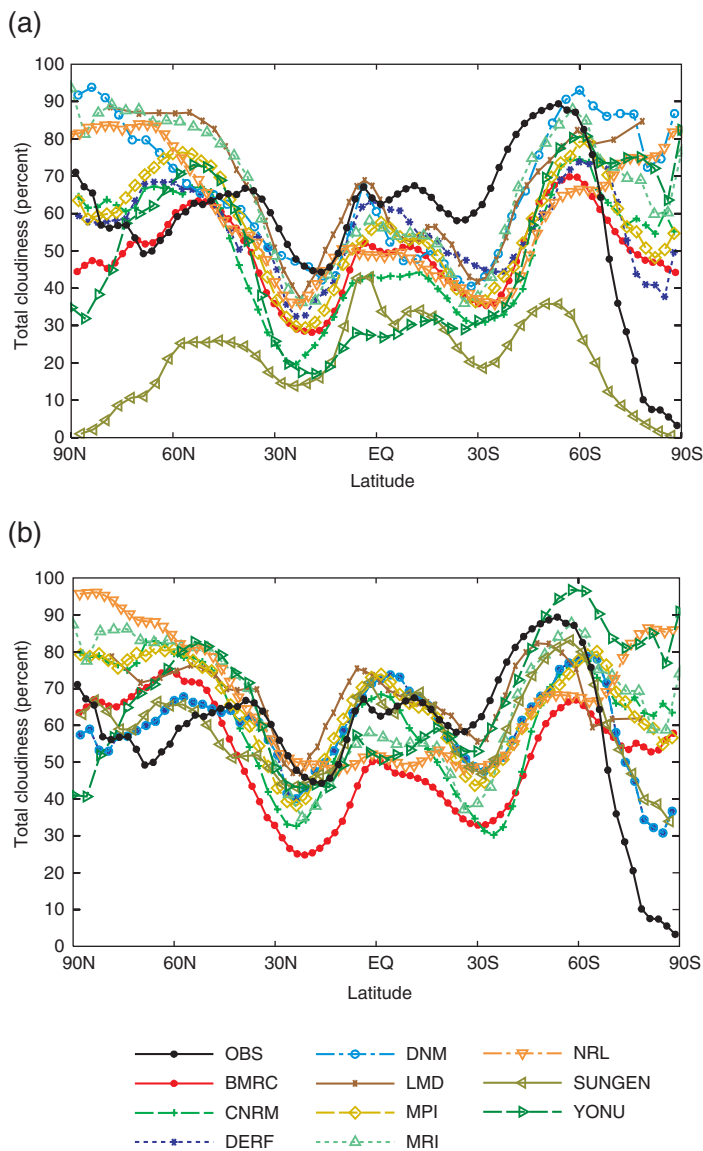 (a)
100
90
80
70
60
50
40
30
20
10
0
Total cloudiness (percent)
90N 60N 30N EQ 30S 60S 90S
Latitude
(b)
100
90
80
70
60
50
40
30
20
10
0
Total cloudiness (percent)
90N 60N 30N EQ 30S 60S 90S
Latitude
OBS DNM NRL
BMRC LMD SUNGEN
CNRM MPI YONU
DERF MRI